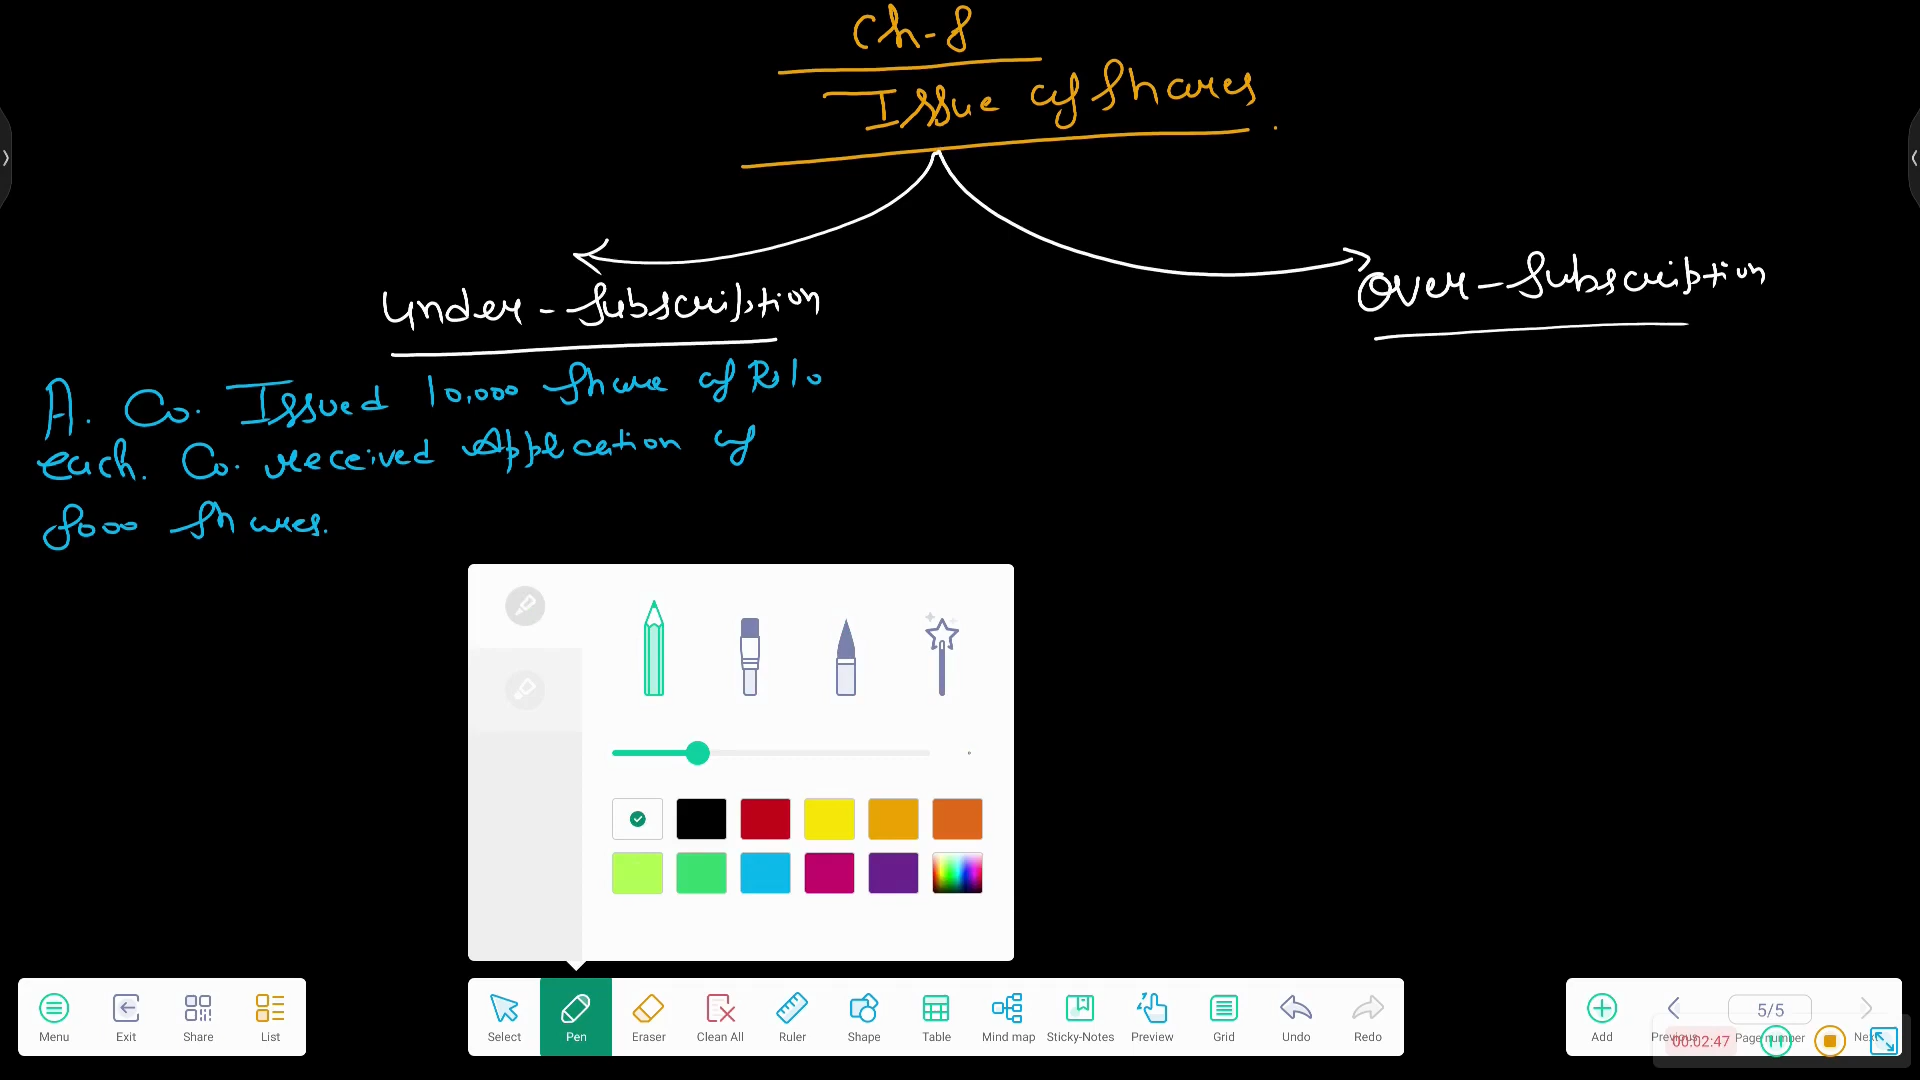 Ch-8
Issue of Shares.
Under-Subscription
Over-Subscription
A. Co. Issued 10,000 Share of Rs 10
each. Co. received Application of
8000 Shares.
Menu
Exit
Share
List
Select
Pen
Eraser
Clean All
Ruler
Shape
Table
Mind map
Sticky-Notes
Preview
Grid
Undo
Redo
Add
5/5
Page number
00:02:47